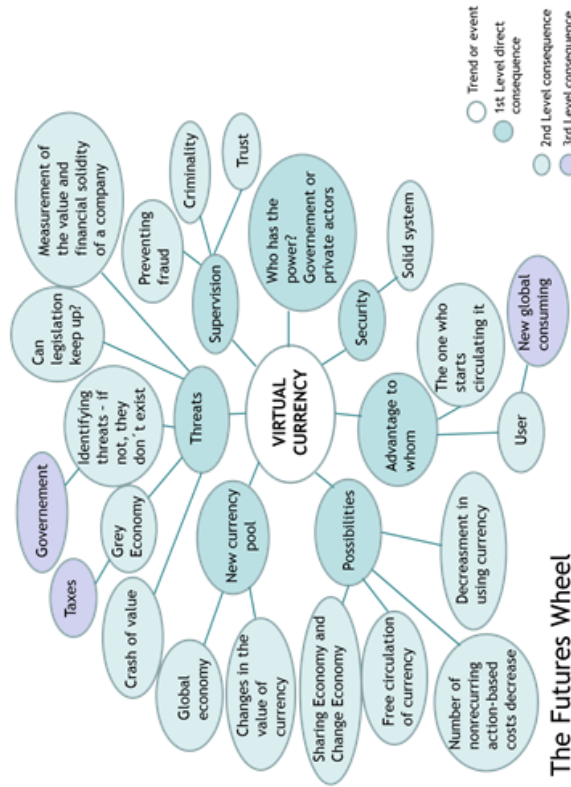 Governement
Taxes
Identifying
threats - if
not, they
don´t exist
Can
legislation
keep up?
Measurement of
the value and
financial solidity
of a company
Grey
Economy
Crash of value
Threats
Preventing
fraud
Criminality
Trust
Supervision
Global
economy
New currency
pool
Changes in the
value of
currency
VIRTUAL
CURRENCY
Who has the
power?
Governement or
private actors
Security
Solid system
Sharing Economy and
Change Economy
Free circulation
of currency
Possibilities
Number of
nonrecurring
action-based
costs decrease
Decreasment in
using currency
Advantage to
whom
The one who
starts
circulating it
User
New global
consuming
The Futures Wheel
Trend or event
1st Level direct
consequence
2nd Level consequence
3rd Level consequence